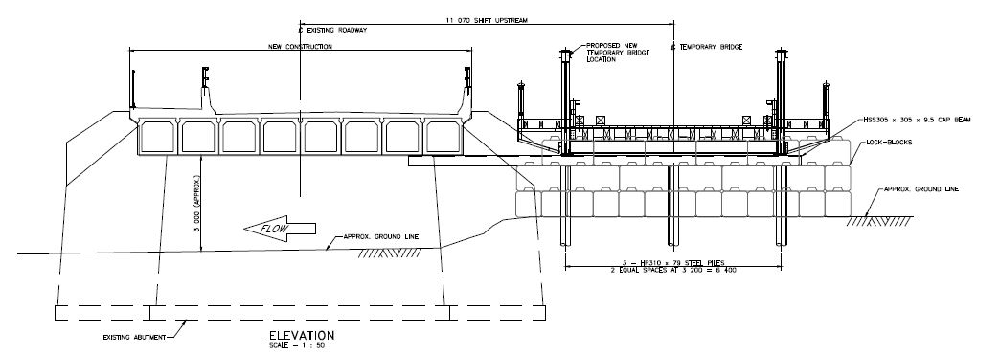 11 070 SHIFT UPSTREAM
℄ EXISTING ROADWAY
NEW CONSTRUCTION
PROPOSED NEW
TEMPORARY BRIDGE
LOCATION
℄ TEMPORARY BRIDGE
HSS305 x 305 x 9.5 CAP BEAM
LOCK-BLOCKS
APPROX. GROUND LINE
3 000 (APPROX.)
FLOW
APPROX. GROUND LINE
3 - HP310 x 79 STEEL PILES
2 EQUAL SPACES AT 3 200 = 6 400
EXISTING ABUTMENT
ELEVATION
SCALE - 1 : 50